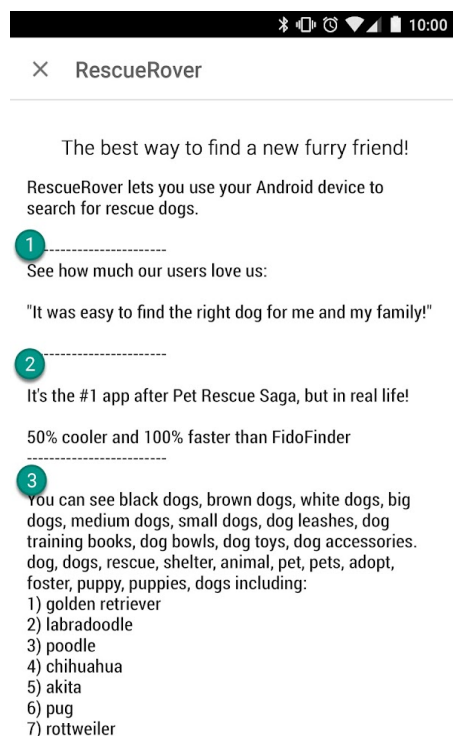 10:00
× RescueRover
The best way to find a new furry friend!
RescueRover lets you use your Android device to
search for rescue dogs.
1
-----------------------
See how much our users love us:
"It was easy to find the right dog for me and my family!"
-----------------------
2
It's the #1 app after Pet Rescue Saga, but in real life!
50% cooler and 100% faster than FidoFinder
-------------------------
3
You can see black dogs, brown dogs, white dogs, big
dogs, medium dogs, small dogs, dog leashes, dog
training books, dog bowls, dog toys, dog accessories.
dog, dogs, rescue, shelter, animal, pet, pets, adopt,
foster, puppy, puppies, dogs including:
1) golden retriever
2) labradoodle
3) poodle
4) chihuahua
5) akita
6) pug
7) rottweiler